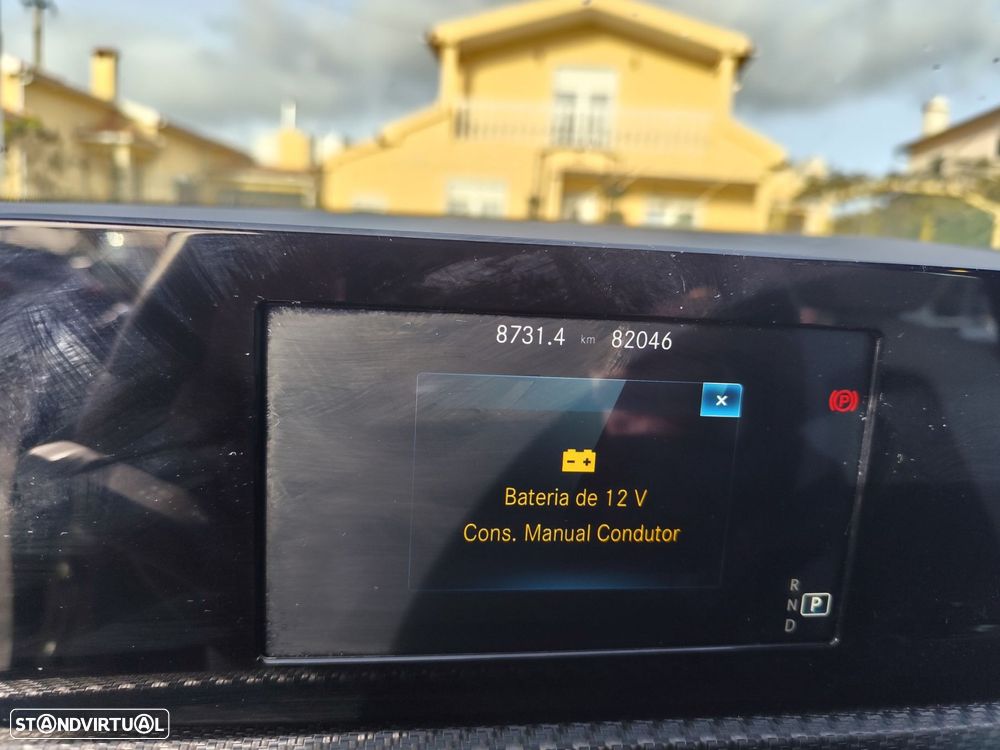 8731.4 km 82046
×
P
- +
Bateria de 12 V
Cons. Manual Condutor
R
N P
D
STANDVIRTUAL